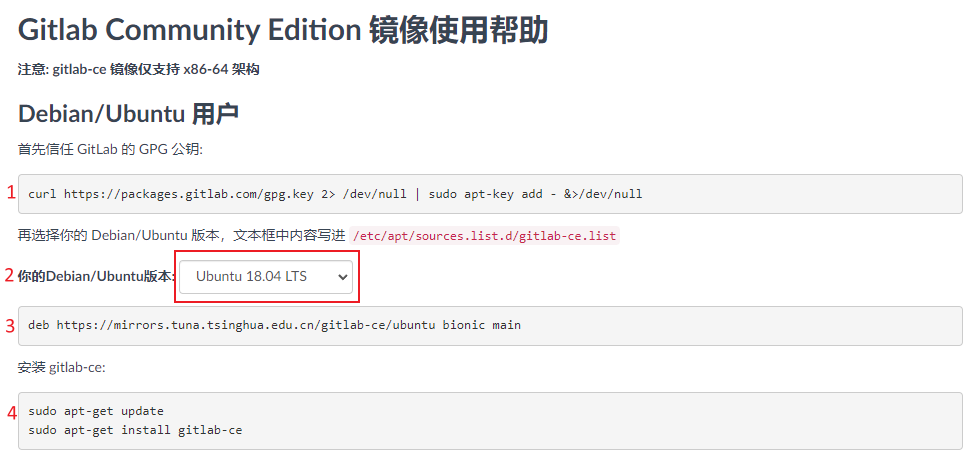 Gitlab Community Edition 镜像使用帮助
注意: gitlab-ce 镜像仅支持 x86-64 架构
Debian/Ubuntu 用户
首先信任 GitLab 的 GPG 公钥:
1 curl https://packages.gitlab.com/gpg.key 2> /dev/null | sudo apt-key add - &>/dev/null
再选择你的 Debian/Ubuntu 版本，文本框中内容写进 /etc/apt/sources.list.d/gitlab-ce.list
2 你的Debian/Ubuntu版本: Ubuntu 18.04 LTS
3 deb https://mirrors.tuna.tsinghua.edu.cn/gitlab-ce/ubuntu bionic main
安装 gitlab-ce:
4 sudo apt-get update
sudo apt-get install gitlab-ce